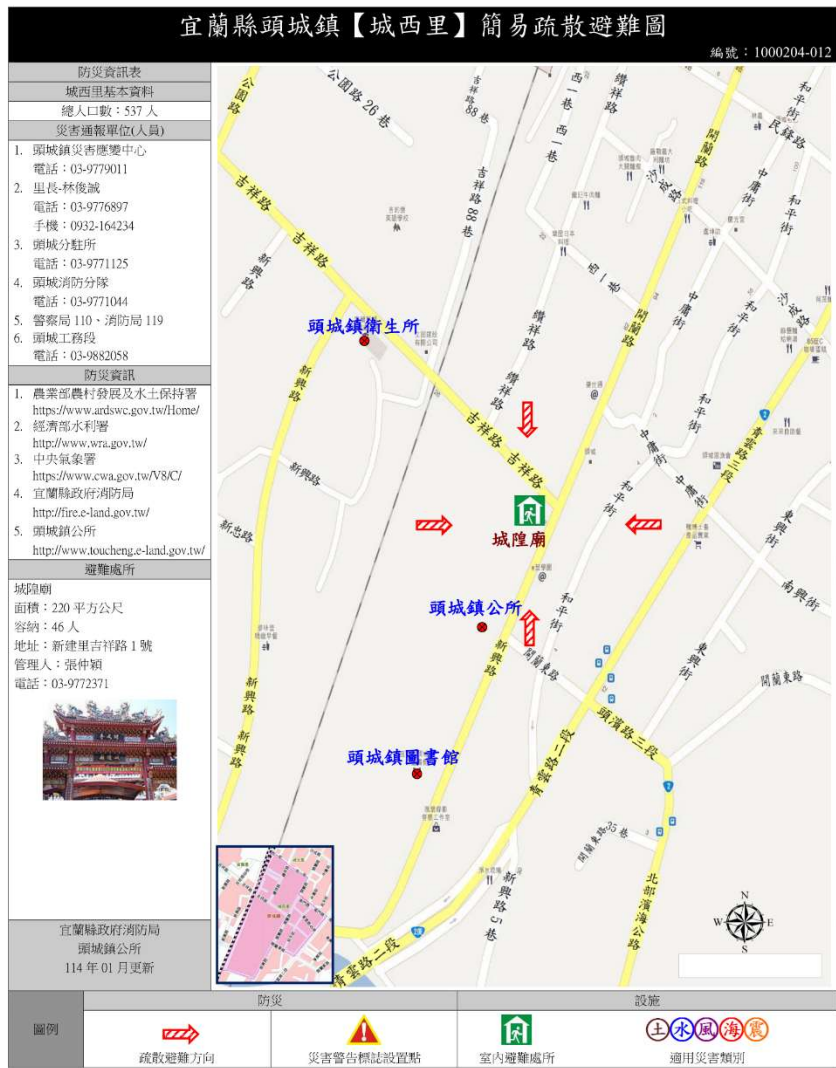 宜蘭縣頭城鎮【城西里】簡易疏散避難圖
編號：1000204-012
防災資訊表
城西里基本資料
總人口數：537 人
災害通報單位(人員)
1. 頭城鎮災害應變中心
電話：03-9779011
2. 里長-林俊誠
電話：03-9776897
手機：0932-164234
3. 頭城分駐所
電話：03-9771125
4. 頭城消防分隊
電話：03-9771044
5. 警察局 110、消防局 119
6. 頭城工務段
電話：03-9882058
防災資訊
1. 農業部農村發展及水土保持署
https://www.ardswc.gov.tw/Home/
2. 經濟部水利署
http://www.wra.gov.tw/
3. 中央氣象署
https://www.cwa.gov.tw/V8/C/
4. 宜蘭縣政府消防局
http://fire.e-land.gov.tw/
5. 頭城鎮公所
http://www.toucheng.e-land.gov.tw/
避難處所
城隍廟
面積：220 平方公尺
容納：46 人
地址：新建里吉祥路 1 號
管理人：張仲穎
電話：03-9772371
宜蘭縣政府消防局
頭城鎮公所
114 年 01 月更新
公園路
公園路 26 巷
吉祥 88 巷
西一巷
西一巷
纘祥路
開蘭路
和平街
民鋒路
中庸街
和平街
沙成路
吉祥路
吉祥路
吉祥路 88 巷
新興路
昭一巷
開蘭路
中庸街
沙成路
頭城鎮衛生所
纘祥路
和平街
新興路
纘祥路
吉祥路
吉祥路
2
青雲路三段
中庸街
和平街
中庸街
新興路
新忠路
城隍廟
和平街
東興街
南興街
頭城鎮公所
和平街
新興路
開蘭東路
東興街
開蘭東路
新興路
新興路
頭濱路三段
頭城鎮圖書館
青雲路二段
2
開蘭東路 35 巷
新興路 5 巷
北部濱海公路
青雲路二段
N
W
E
S
圖例
防災
設施
疏散避難方向
災害警告標誌設置點
室內避難處所
土水風海震
適用災害類別